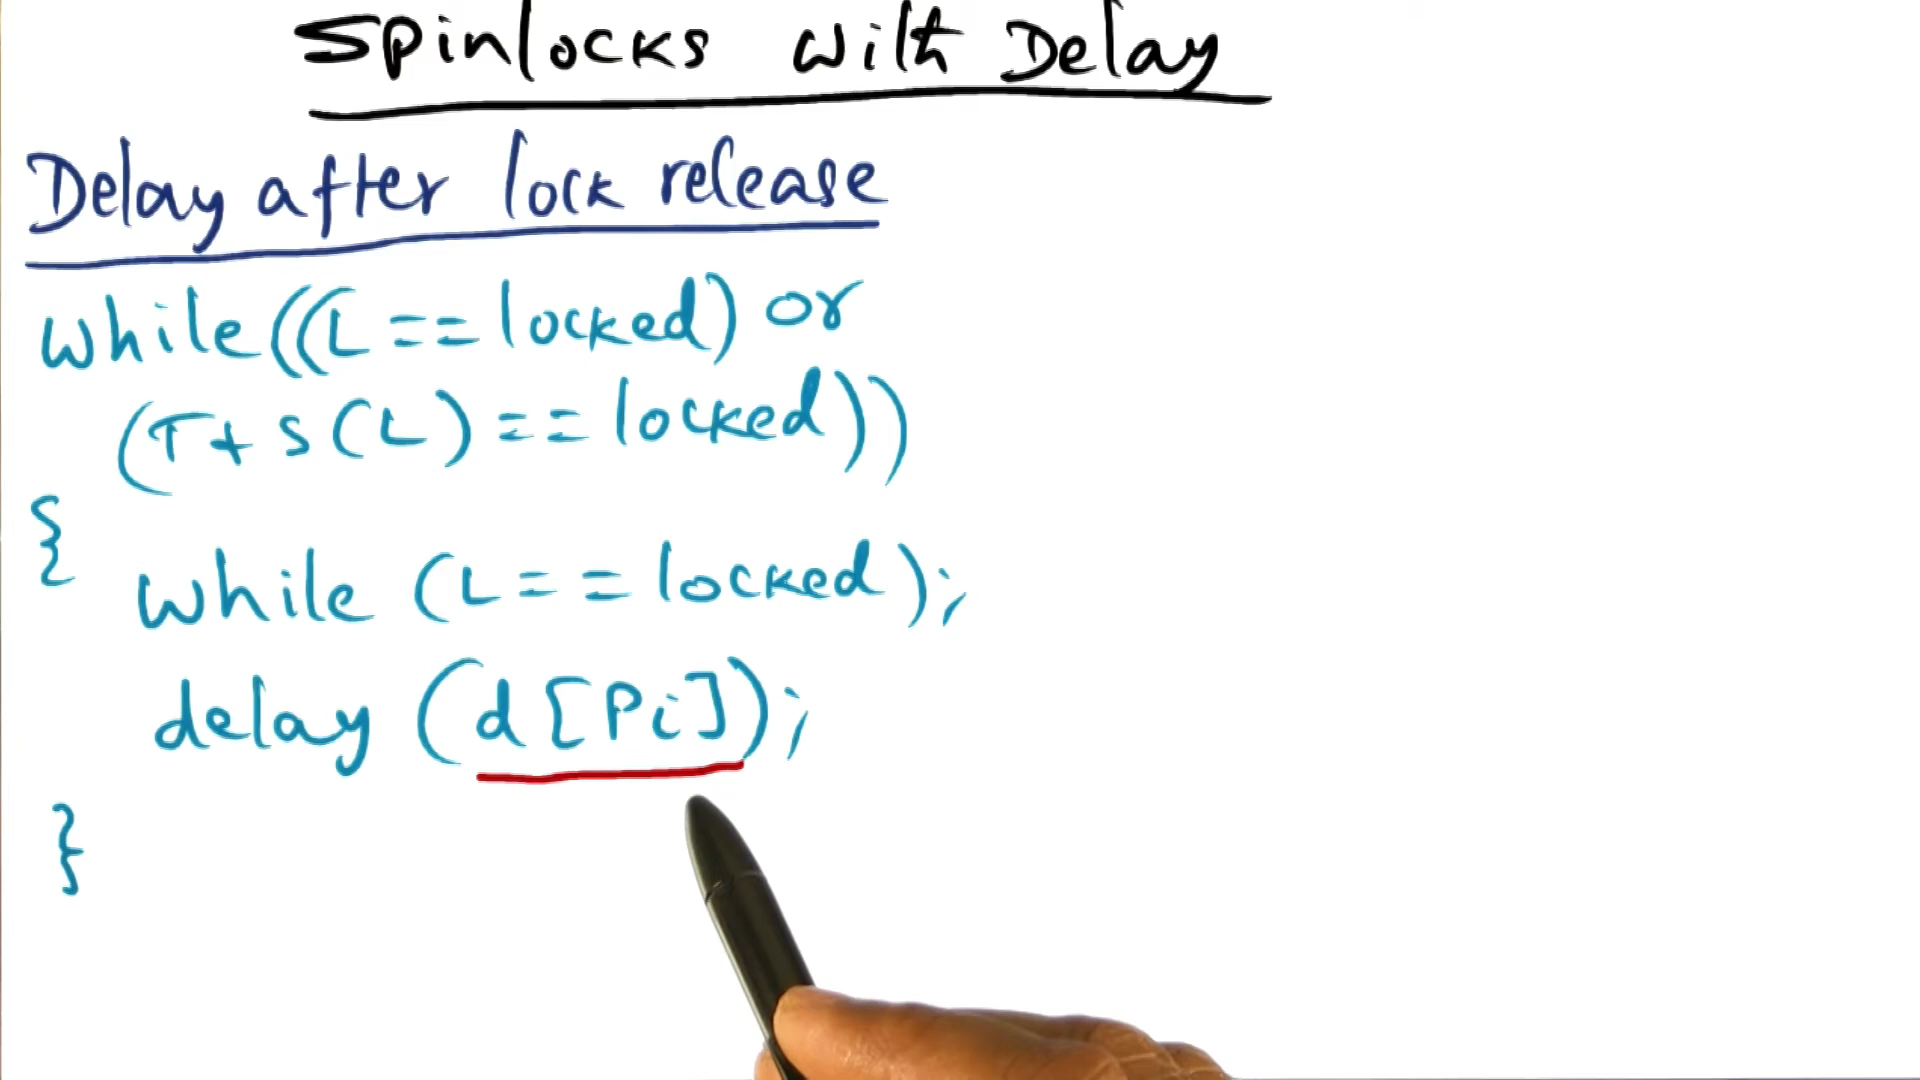 Spinlocks with Delay
Delay after lock release
while((L==locked) or
(T+S(L)==locked))
{
while (L==locked);
delay (d[Pi]);
}